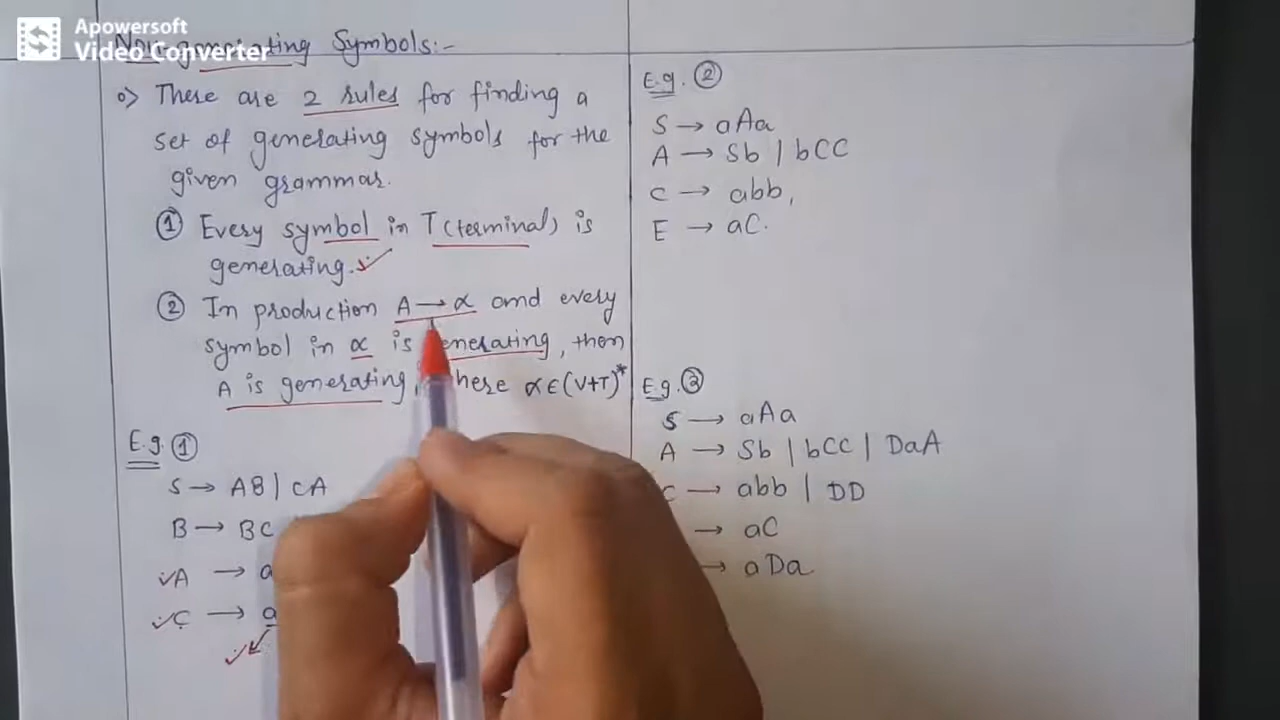 Apowersoft
Video Converter
Symbols:-
o> There are 2 rules for finding a
set of generating symbols for the
given grammar.
① Every symbol in T (terminal) is
generating.
② In production A → α and every
symbol in α is generating, then
A is generating, here α∈(V+T)*
E.g. ①
S → AB | CA
B → BC
A → a
C → a
E.g. ②
S → aAa
A → Sb | bCC
C → abb,
E → aC.
E.g. ③
S → aAa
A → Sb | bCC | DaA
C → abb | DD
→ aC
→ aDa